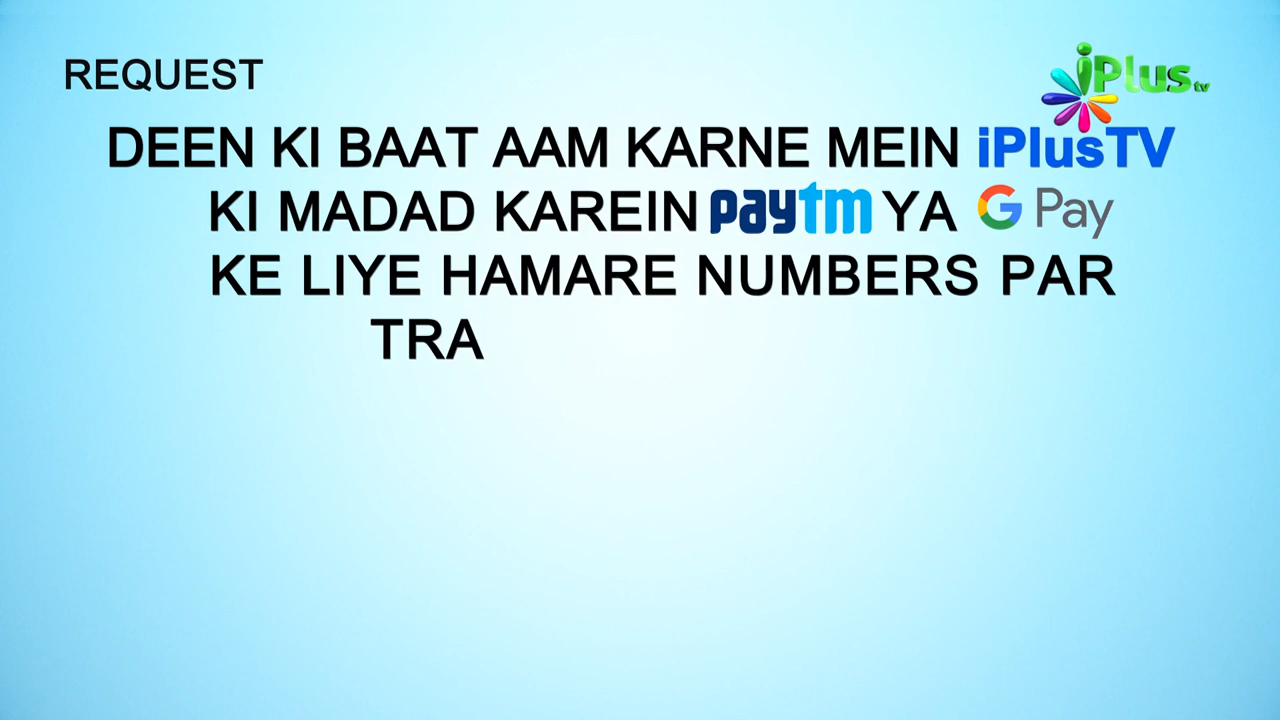 REQUEST
iPlus tv
DEEN KI BAAT AAM KARNE MEIN iPlusTV
KI MADAD KAREIN paytm YA G Pay
KE LIYE HAMARE NUMBERS PAR
TRA